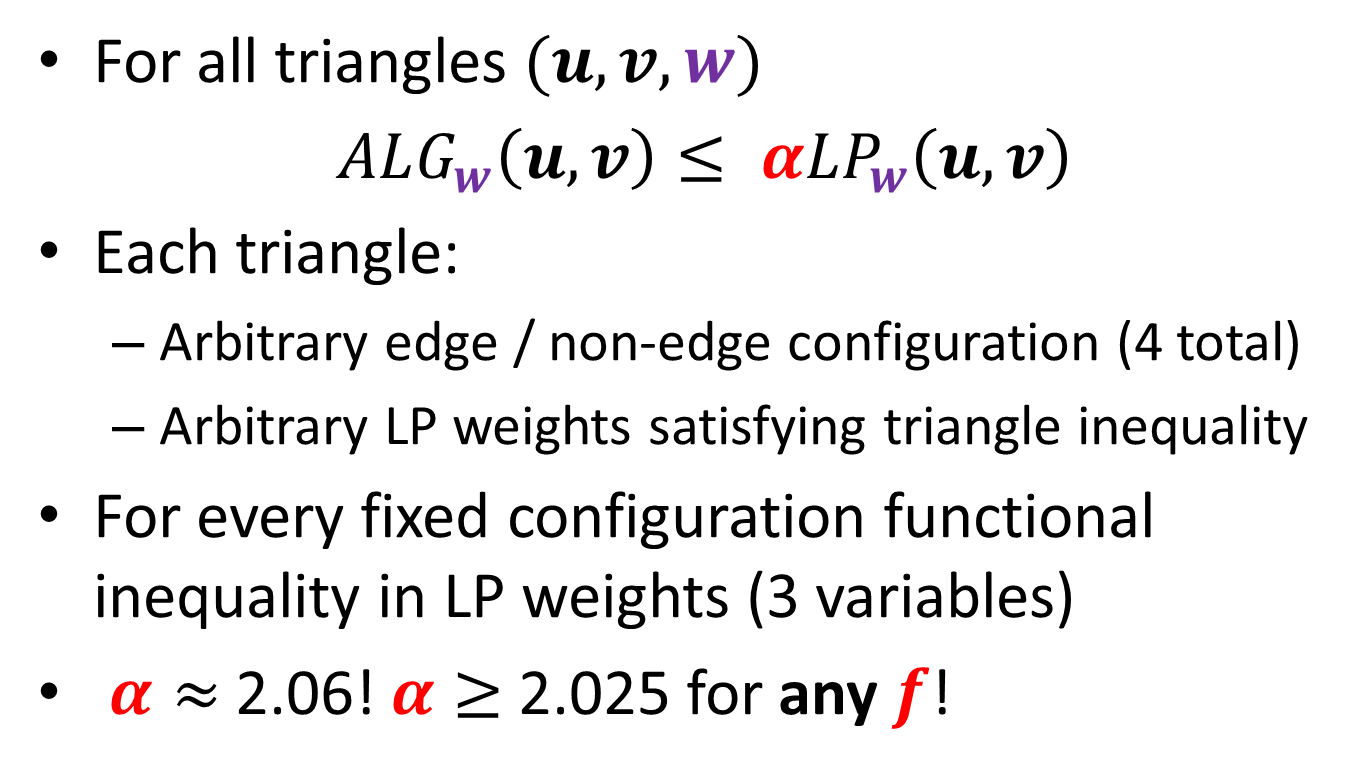 • For all triangles (u, v, w)
ALG_w(u, v) ≤ αLP_w(u, v)
• Each triangle:
– Arbitrary edge / non-edge configuration (4 total)
– Arbitrary LP weights satisfying triangle inequality
• For every fixed configuration functional
inequality in LP weights (3 variables)
• α ≈ 2.06! α ≥ 2.025 for any f!